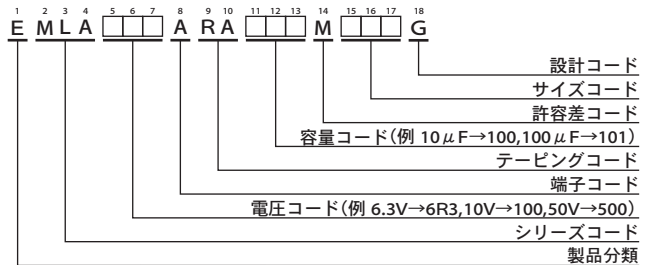 1 2 3 4 5 6 7 8 9 10 11 12 13 14 15 16 17 18
E M L A □□□ A R A □□□ M □□□ G
設計コード
サイズコード
許容差コード
容量コード(例 10μF→100,100μF→101)
テーピングコード
端子コード
電圧コード(例 6.3V→6R3,10V→100,50V→500)
シリーズコード
製品分類